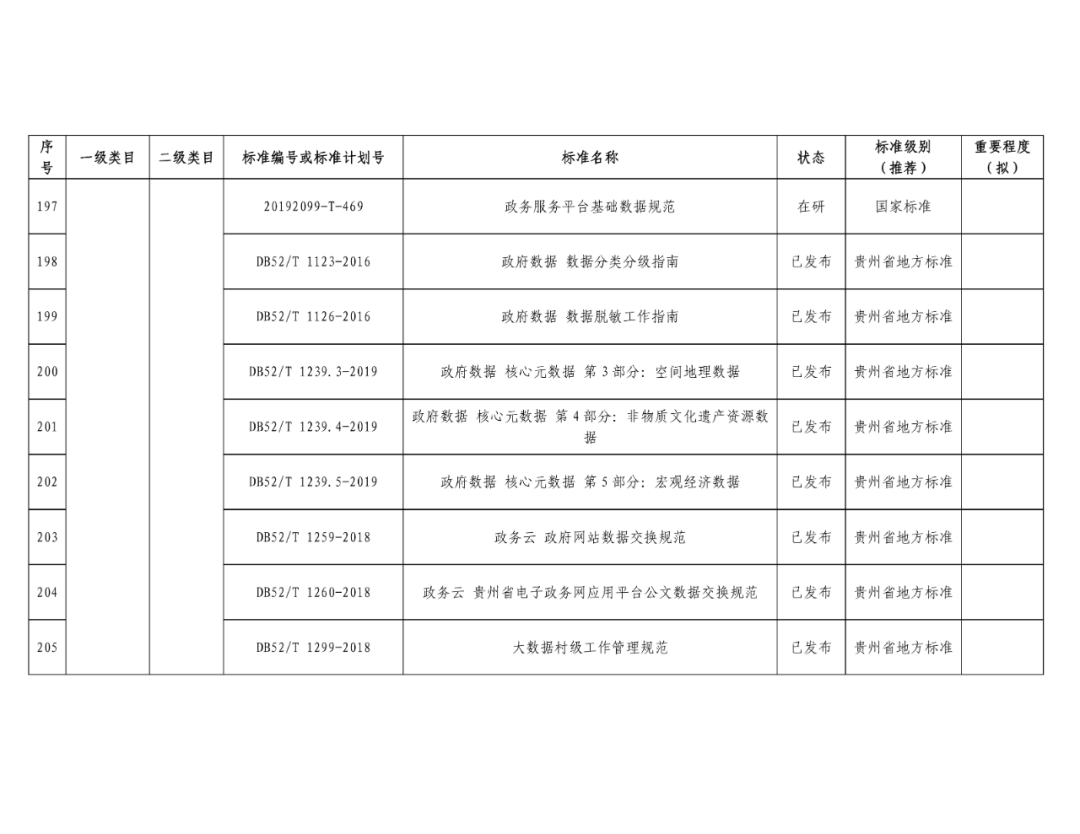 序号 一级类目 二级类目 标准编号或标准计划号 标准名称 状态 标准级别（推荐） 重要程度（拟）
197 20192099-T-469 政务服务平台基础数据规范 在研 国家标准
198 DB52/T 1123-2016 政府数据 数据分类分级指南 已发布 贵州省地方标准
199 DB52/T 1126-2016 政府数据 数据脱敏工作指南 已发布 贵州省地方标准
200 DB52/T 1239.3-2019 政府数据 核心元数据 第3部分：空间地理数据 已发布 贵州省地方标准
201 DB52/T 1239.4-2019 政府数据 核心元数据 第4部分：非物质文化遗产资源数据 已发布 贵州省地方标准
202 DB52/T 1239.5-2019 政府数据 核心元数据 第5部分：宏观经济数据 已发布 贵州省地方标准
203 DB52/T 1259-2018 政务云 政府网站数据交换规范 已发布 贵州省地方标准
204 DB52/T 1260-2018 政务云 贵州省电子政务网应用平台公文数据交换规范 已发布 贵州省地方标准
205 DB52/T 1299-2018 大数据村级工作管理规范 已发布 贵州省地方标准